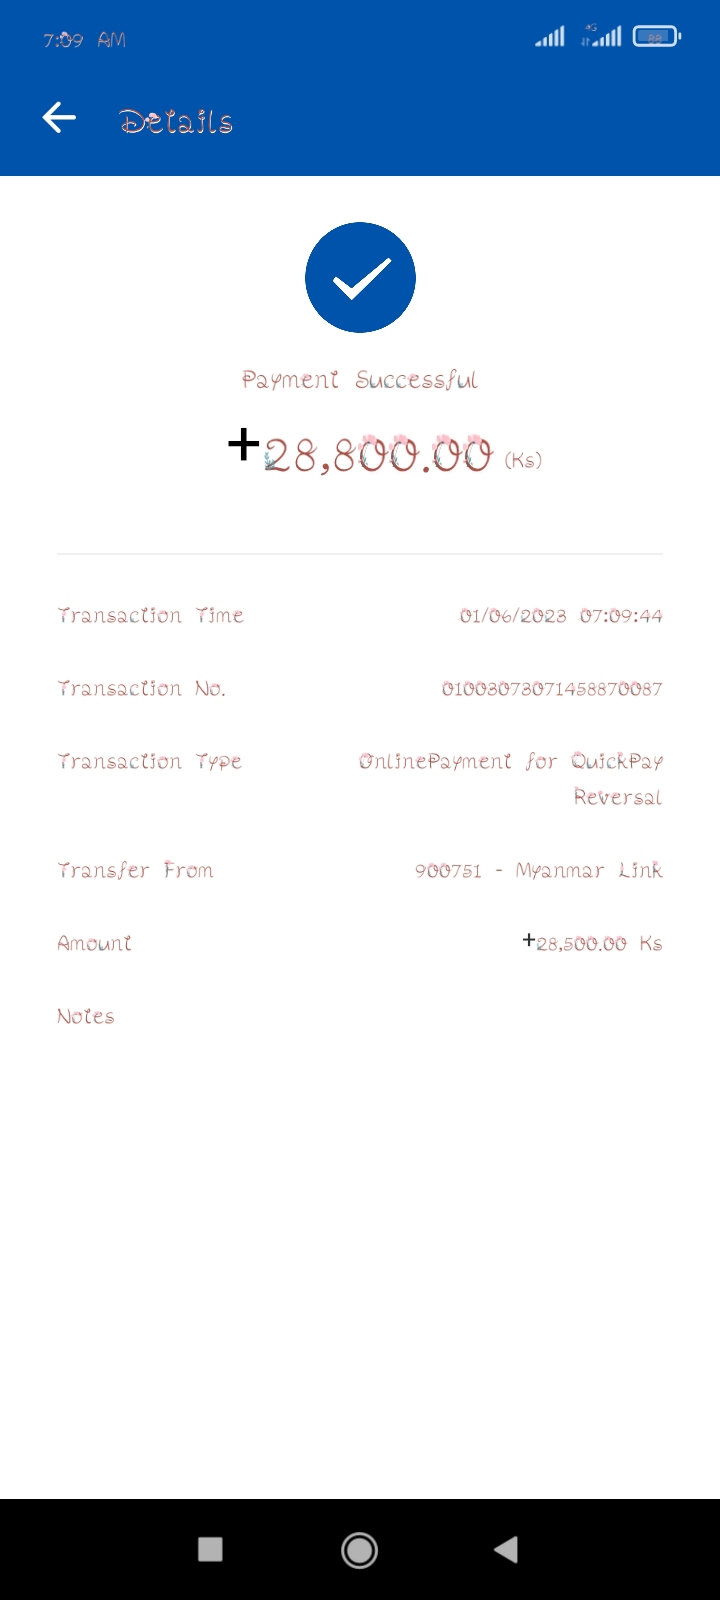 7:09 AM
4G
88
Details
Payment Successful
+28,800.00 (Ks)
Transaction Time 01/06/2023 07:09:44
Transaction No. 01003073071458870087
Transaction Type OnlinePayment for QuickPay
Reversal
Transfer From 900751 - Myanmar Link
Amount +28,500.00 Ks
Notes